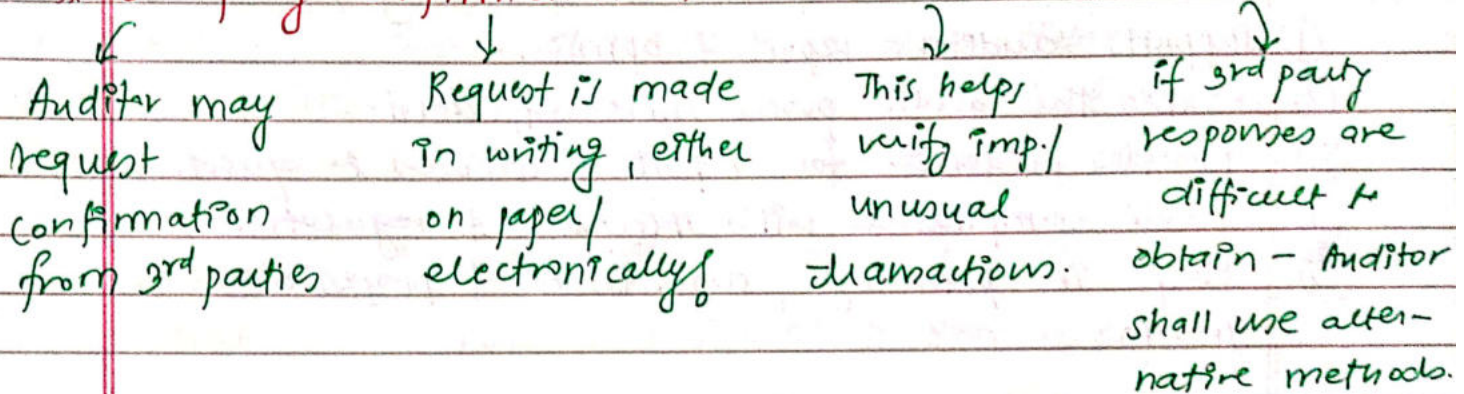 Auditor may
request
confirmation
from 3rd parties
Request is made
in writing, either
on paper/
electronically!
This helps
verify imp./
unusual
transactions.
if 3rd party
responses are
difficult to
obtain - Auditor
shall use alter-
native methods.